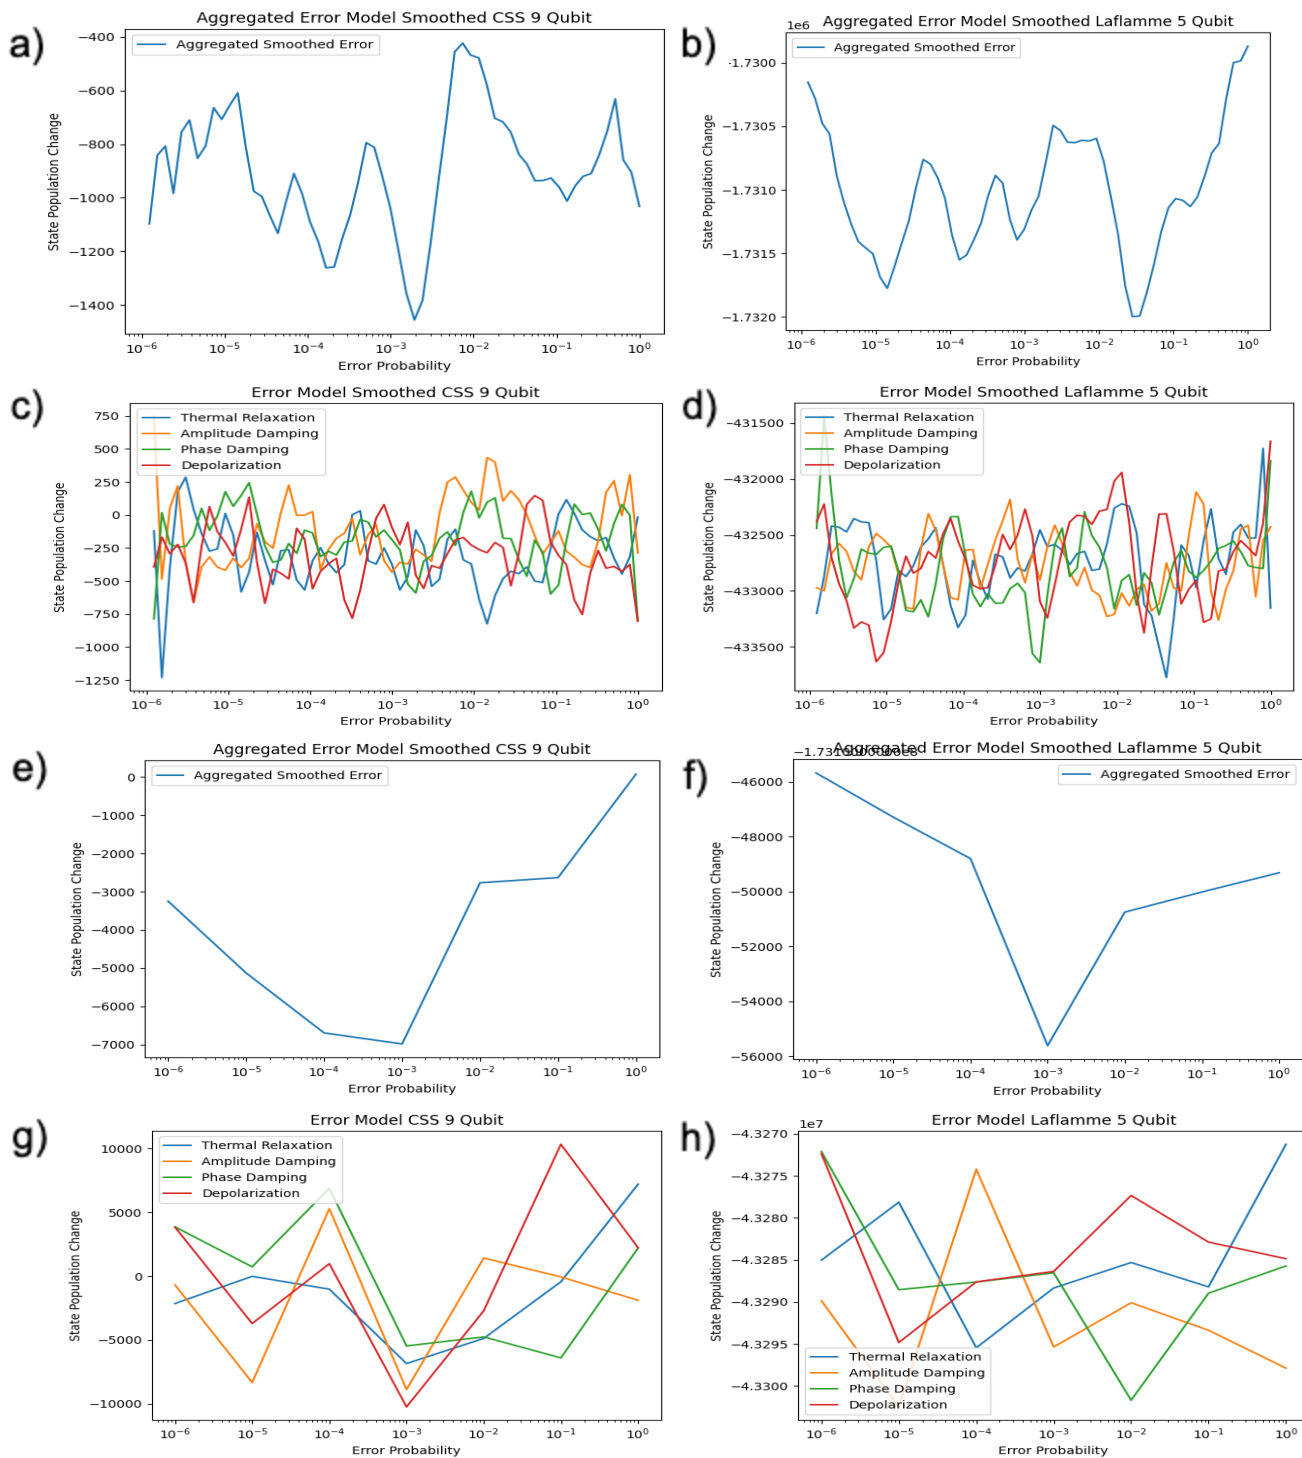 a)
Aggregated Error Model Smoothed CSS 9 Qubit
Aggregated Smoothed Error
State Population Change
−400
−600
−800
−1000
−1200
−1400
10⁻⁶ 10⁻⁵ 10⁻⁴ 10⁻³ 10⁻² 10⁻¹ 10⁰
Error Probability
b)
Aggregated Error Model Smoothed Laflamme 5 Qubit
1e6
Aggregated Smoothed Error
State Population Change
−1.7300
−1.7305
−1.7310
−1.7315
−1.7320
10⁻⁶ 10⁻⁵ 10⁻⁴ 10⁻³ 10⁻² 10⁻¹ 10⁰
Error Probability
c)
Error Model Smoothed CSS 9 Qubit
Thermal Relaxation
Amplitude Damping
Phase Damping
Depolarization
State Population Change
750
500
250
0
−250
−500
−750
−1000
−1250
10⁻⁶ 10⁻⁵ 10⁻⁴ 10⁻³ 10⁻² 10⁻¹ 10⁰
Error Probability
d)
Error Model Smoothed Laflamme 5 Qubit
Thermal Relaxation
Amplitude Damping
Phase Damping
Depolarization
State Population Change
−431500
−432000
−432500
−433000
−433500
10⁻⁶ 10⁻⁵ 10⁻⁴ 10⁻³ 10⁻² 10⁻¹ 10⁰
Error Probability
e)
Aggregated Error Model Smoothed CSS 9 Qubit
Aggregated Smoothed Error
State Population Change
0
−1000
−2000
−3000
−4000
−5000
−6000
−7000
10⁻⁶ 10⁻⁵ 10⁻⁴ 10⁻³ 10⁻² 10⁻¹ 10⁰
Error Probability
f)
Aggregated Error Model Smoothed Laflamme 5 Qubit
Aggregated Smoothed Error
State Population Change
−46000
−48000
−50000
−52000
−54000
−56000
10⁻⁶ 10⁻⁵ 10⁻⁴ 10⁻³ 10⁻² 10⁻¹ 10⁰
Error Probability
g)
Error Model CSS 9 Qubit
Thermal Relaxation
Amplitude Damping
Phase Damping
Depolarization
State Population Change
10000
5000
0
−5000
−10000
10⁻⁶ 10⁻⁵ 10⁻⁴ 10⁻³ 10⁻² 10⁻¹ 10⁰
Error Probability
h)
Error Model Laflamme 5 Qubit
1e7
State Population Change
−4.3270
−4.3275
−4.3280
−4.3285
−4.3290
−4.3295
−4.3300
Thermal Relaxation
Amplitude Damping
Phase Damping
Depolarization
10⁻⁶ 10⁻⁵ 10⁻⁴ 10⁻³ 10⁻² 10⁻¹ 10⁰
Error Probability